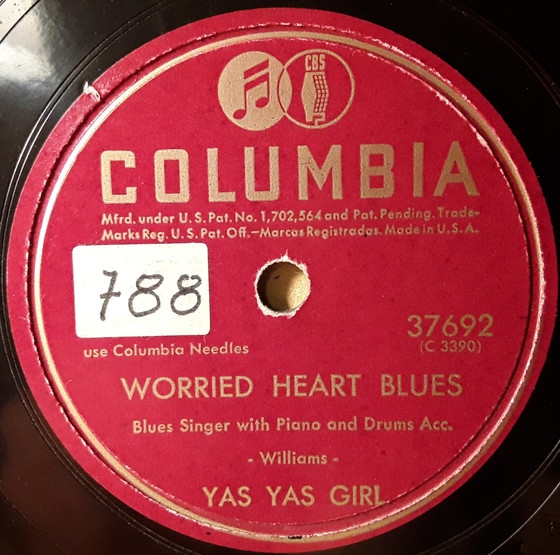 CBS
COLUMBIA
Mfrd. under U.S. Pat. No. 1,702,564 and Pat. Pending. Trade-
Marks Reg. U.S. Pat. Off.—Marcas Registradas. Made in U.S.A.
788
use Columbia Needles
37692
(C 3390)
WORRIED HEART BLUES
Blues Singer with Piano and Drums Acc.
- Williams -
YAS YAS GIRL